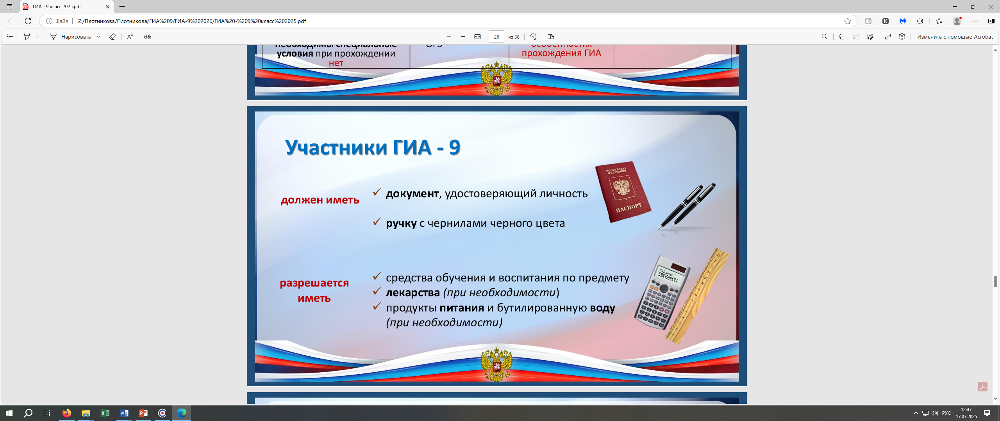 ГИА - 9 класс 2025.pdf
Файл
Z:/Плотникова/Плотникова/ГИА%209/ГИА-9%202026/ГИА%20-%209%20класс%202025.pdf
Нарисовать
26
из 38
Изменить с помощью Acrobat
необходимы специальные
условия при прохождении
нет
ОГЭ
особенностях
прохождения ГИА
Участники ГИА - 9
должен иметь
документ, удостоверяющий личность
ручку с чернилами черного цвета
РОССИЙСКАЯ
ФЕДЕРАЦИЯ
ПАСПОРТ
разрешается
иметь
средства обучения и воспитания по предмету
лекарства (при необходимости)
продукты питания и бутилированную воду
(при необходимости)
РУС
12:47
17.07.2025